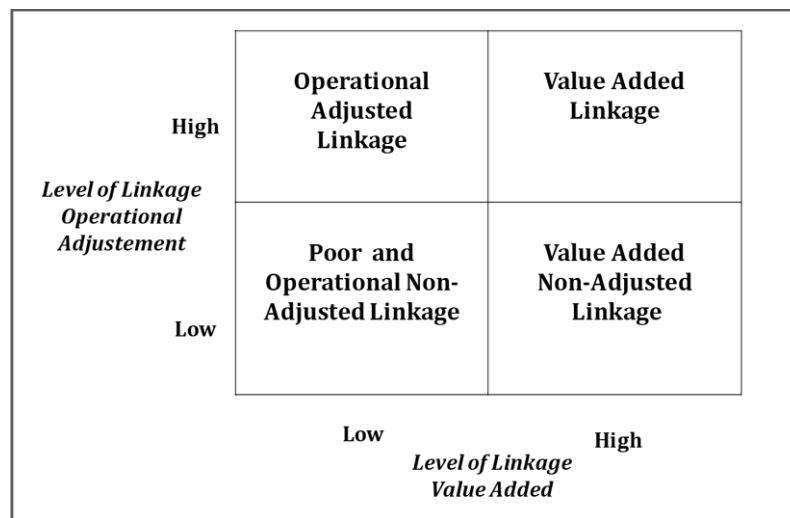 Operational
Adjusted
Linkage
Value Added
Linkage
High
Level of Linkage
Operational
Adjustement
Poor and
Operational Non-
Adjusted Linkage
Value Added
Non-Adjusted
Linkage
Low
Low
High
Level of Linkage
Value Added